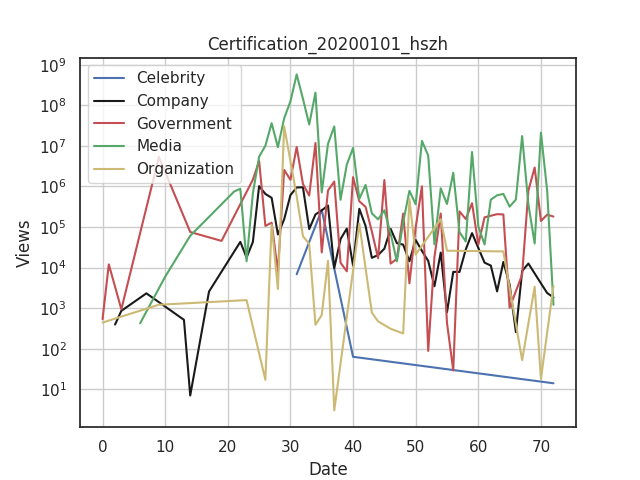 Certification_20200101_hszh
Views
10⁹
10⁸
10⁷
10⁶
10⁵
10⁴
10³
10²
10¹
Celebrity
Company
Government
Media
Organization
0 10 20 30 40 50 60 70
Date